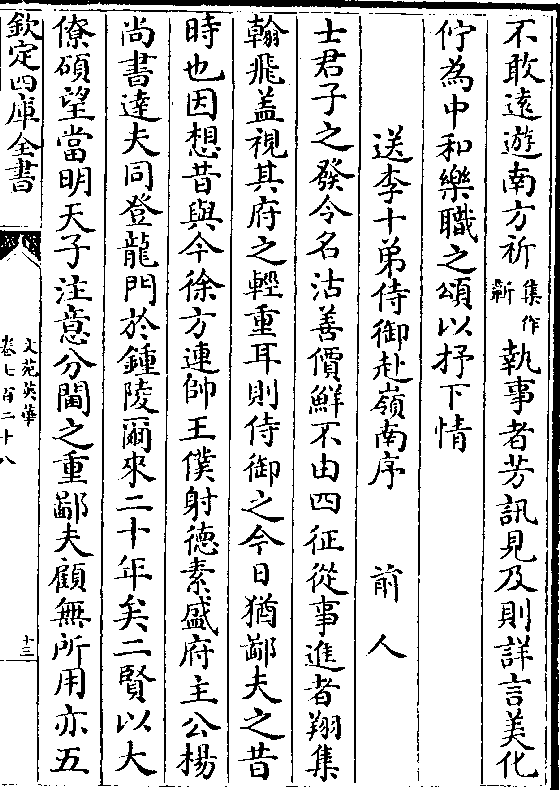 不敢遠遊南方祈集作新執事者芳訊見及則詳言美化
佇為中和樂職之頌以抒下情
送李十弟侍御赴嶺南序 前人
士君子之發令名沽善價鮮不由四征從事進者翔集
翰飛盖視其府之輕重耳則侍御之今日猶鄙夫之昔
時也因想昔與今徐方連帥王僕射德素盛府主公楊
尚書達夫同登龍門於鍾陵爾來二十年矣二賢以大
僚碩望當明天子注意分閫之重鄙夫顧無所用亦五
欽定四庫全書
文苑英華
卷七百二十八
十三